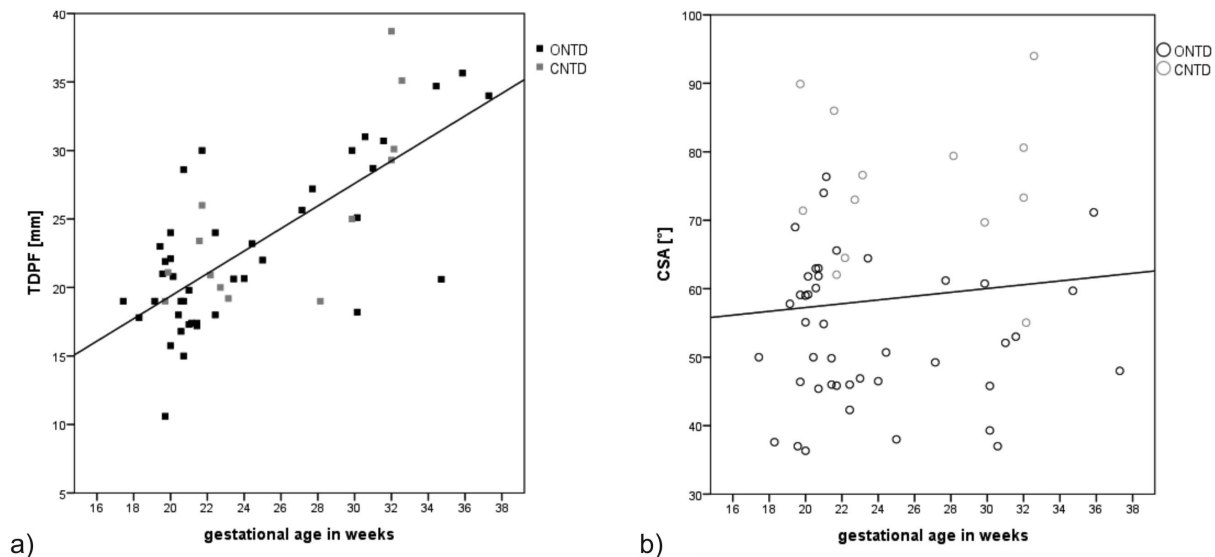 40
35
30
25
20
15
10
5
TDPF [mm]
16 18 20 22 24 26 28 30 32 34 36 38
gestational age in weeks
ONTD
CNTD
a)
100
90
80
70
60
50
40
30
CSA [°]
16 18 20 22 24 26 28 30 32 34 36 38
gestational age in weeks
ONTD
CNTD
b)